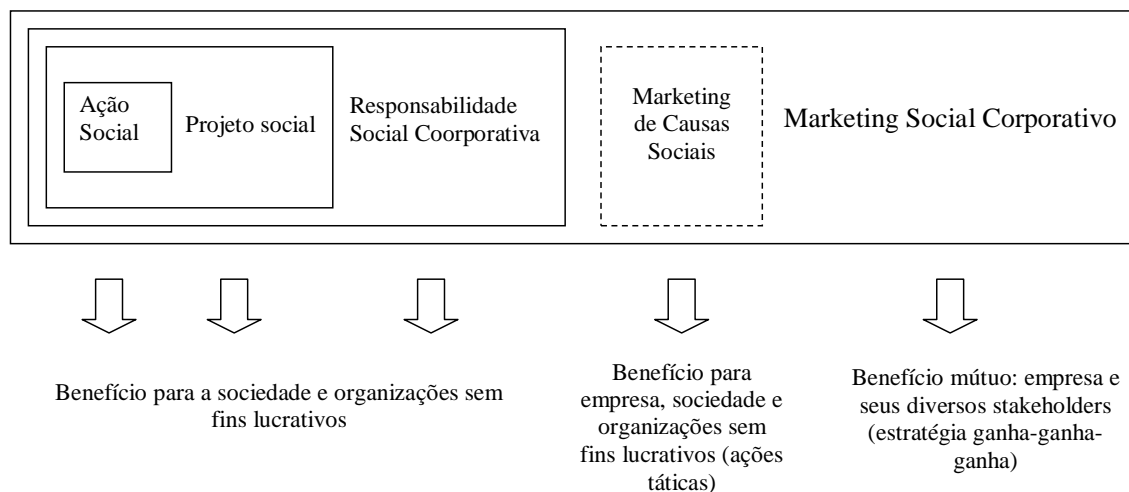 Ação
Social
Projeto social
Responsabilidade
Social Coorporativa
Marketing
de Causas
Sociais
Marketing Social Corporativo
Benefício para a sociedade e organizações sem
fins lucrativos
Benefício para
empresa, sociedade e
organizações sem
fins lucrativos (ações
táticas)
Benefício mútuo: empresa e
seus diversos stakeholders
(estratégia ganha-ganha-
ganha)